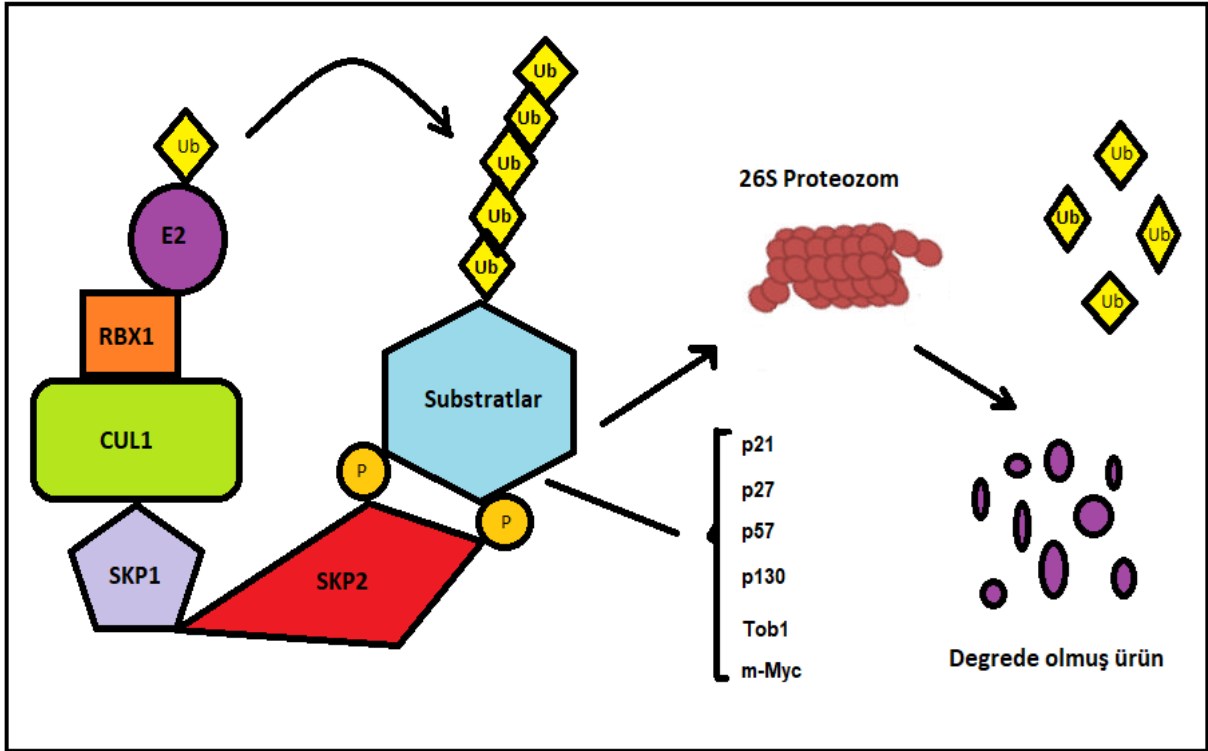 Ub
E2
RBX1
CUL1
SKP1
SKP2
Ub
Ub
Ub
Ub
Ub
Substratlar
P
P
26S Proteozom
p21
p27
p57
p130
Tob1
m-Myc
Ub
Ub
Ub
Ub
Degrede olmuş ürün